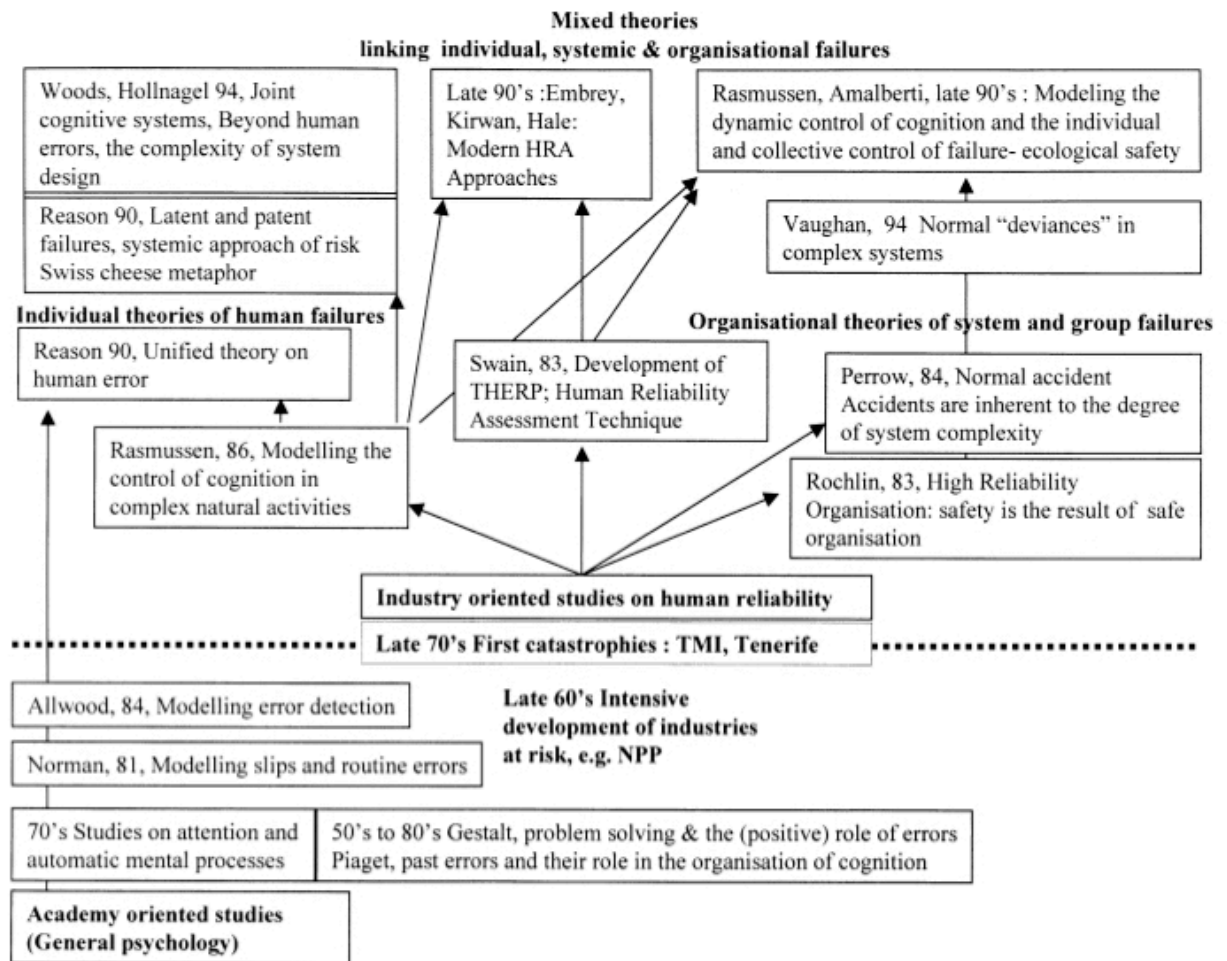 Mixed theories
linking individual, systemic & organisational failures
Woods, Hollnagel 94, Joint
cognitive systems, Beyond human
errors, the complexity of system
design
Late 90's :Embrey,
Kirwan, Hale:
Modern HRA
Approaches
Rasmussen, Amalberti, late 90's : Modeling the
dynamic control of cognition and the individual
and collective control of failure- ecological safety
Reason 90, Latent and patent
failures, systemic approach of risk
Swiss cheese metaphor
Vaughan, 94 Normal “deviances” in
complex systems
Individual theories of human failures
Organisational theories of system and group failures
Reason 90, Unified theory on
human error
Swain, 83, Development of
THERP; Human Reliability
Assessment Technique
Perrow, 84, Normal accident
Accidents are inherent to the degree
of system complexity
Rasmussen, 86, Modelling the
control of cognition in
complex natural activities
Rochlin, 83, High Reliability
Organisation: safety is the result of safe
organisation
Industry oriented studies on human reliability
Late 70's First catastrophies : TMI, Tenerife
Allwood, 84, Modelling error detection
Late 60's Intensive
development of industries
at risk, e.g. NPP
Norman, 81, Modelling slips and routine errors
70's Studies on attention and
automatic mental processes
50's to 80's Gestalt, problem solving & the (positive) role of errors
Piaget, past errors and their role in the organisation of cognition
Academy oriented studies
(General psychology)